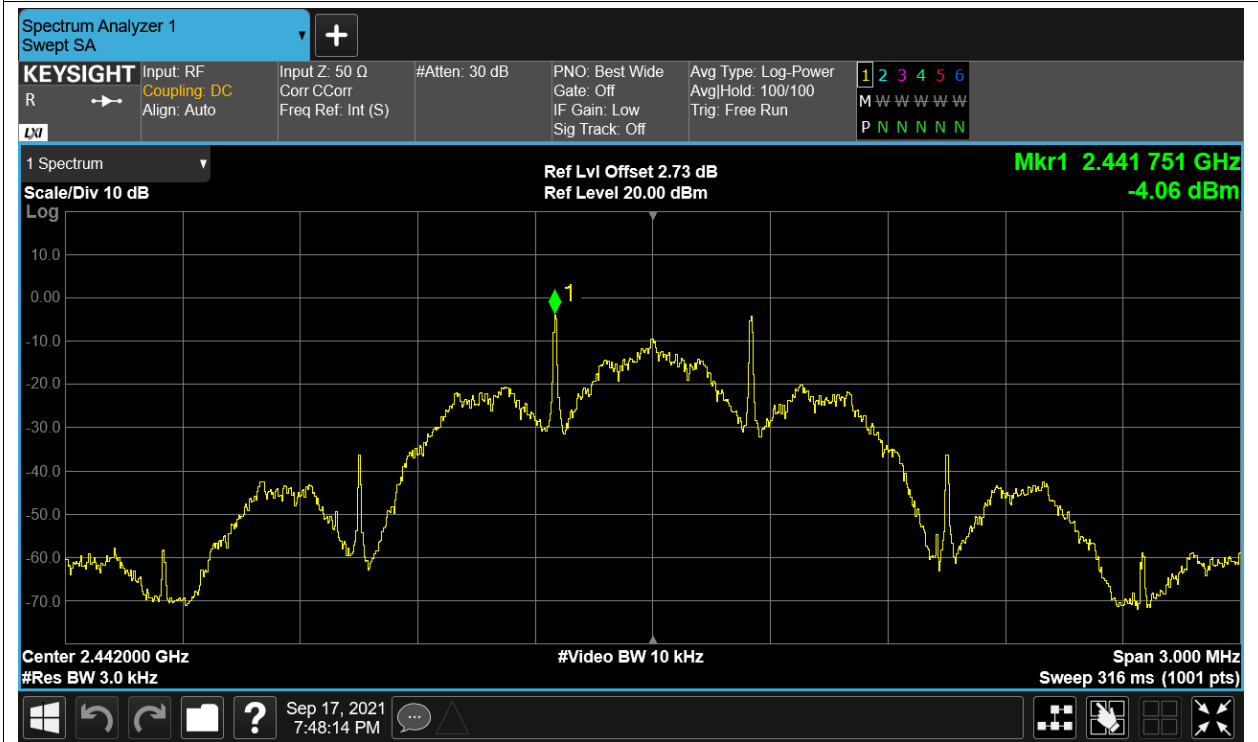 Spectrum Analyzer 1
Swept SA
KEYSIGHT
R
LXI
Input: RF
Coupling: DC
Align: Auto
Input Z: 50 Ω
Corr CCorr
Freq Ref: Int (S)
#Atten: 30 dB
PNO: Best Wide
Gate: Off
IF Gain: Low
Sig Track: Off
Avg Type: Log-Power
Avg|Hold: 100/100
Trig: Free Run
1 2 3 4 5 6
M W W W W W
P N N N N N
1 Spectrum
Scale/Div 10 dB
Log
Ref Lvl Offset 2.73 dB
Ref Level 20.00 dBm
Mkr1 2.441 751 GHz
-4.06 dBm
10.0
0.00
-10.0
-20.0
-30.0
-40.0
-50.0
-60.0
-70.0
1
Center 2.442000 GHz
#Res BW 3.0 kHz
#Video BW 10 kHz
Span 3.000 MHz
Sweep 316 ms (1001 pts)
?
Sep 17, 2021
7:48:14 PM